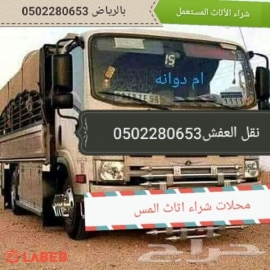 شراء الأثاث المستعمل
بالرياض 0502280653
ام دوانه
نقل العفش0502280653
محلات شراء اثاث المس
حراج
LABEB